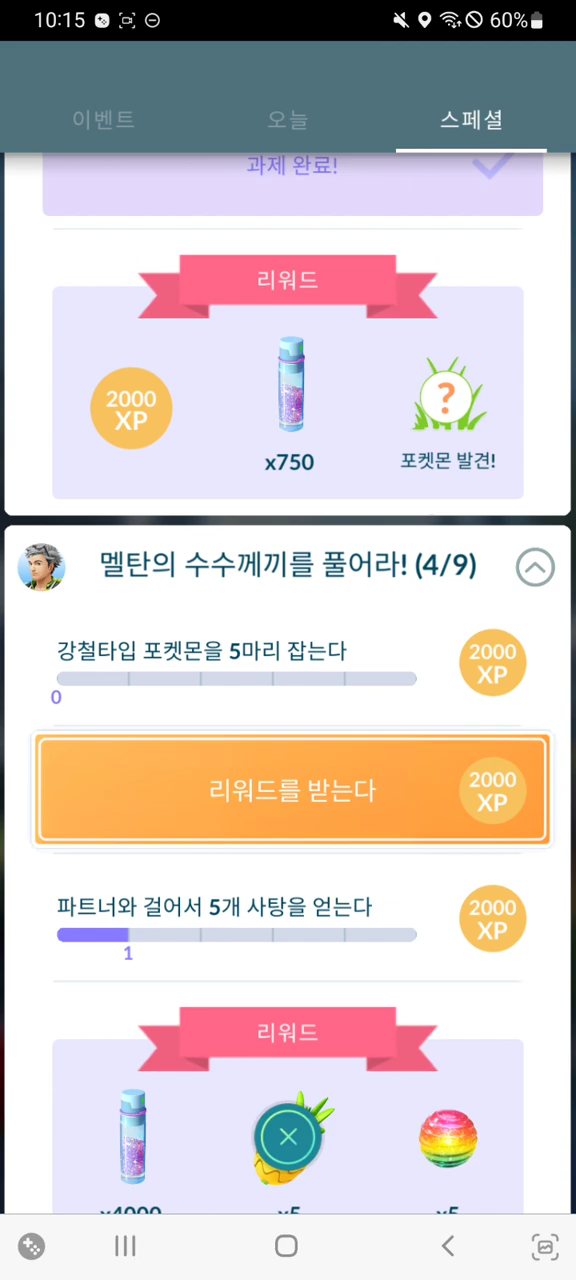 10:15
60%
이벤트
오늘
스페셜
과제 완료!
리워드
2000
XP
x750
?
포켓몬 발견!
멜탄의 수수께끼를 풀어라! (4/9)
강철타입 포켓몬을 5마리 잡는다
2000
XP
0
리워드를 받는다
2000
XP
파트너와 걸어서 5개 사탕을 얻는다
2000
XP
1
리워드
x4000
x5
x5